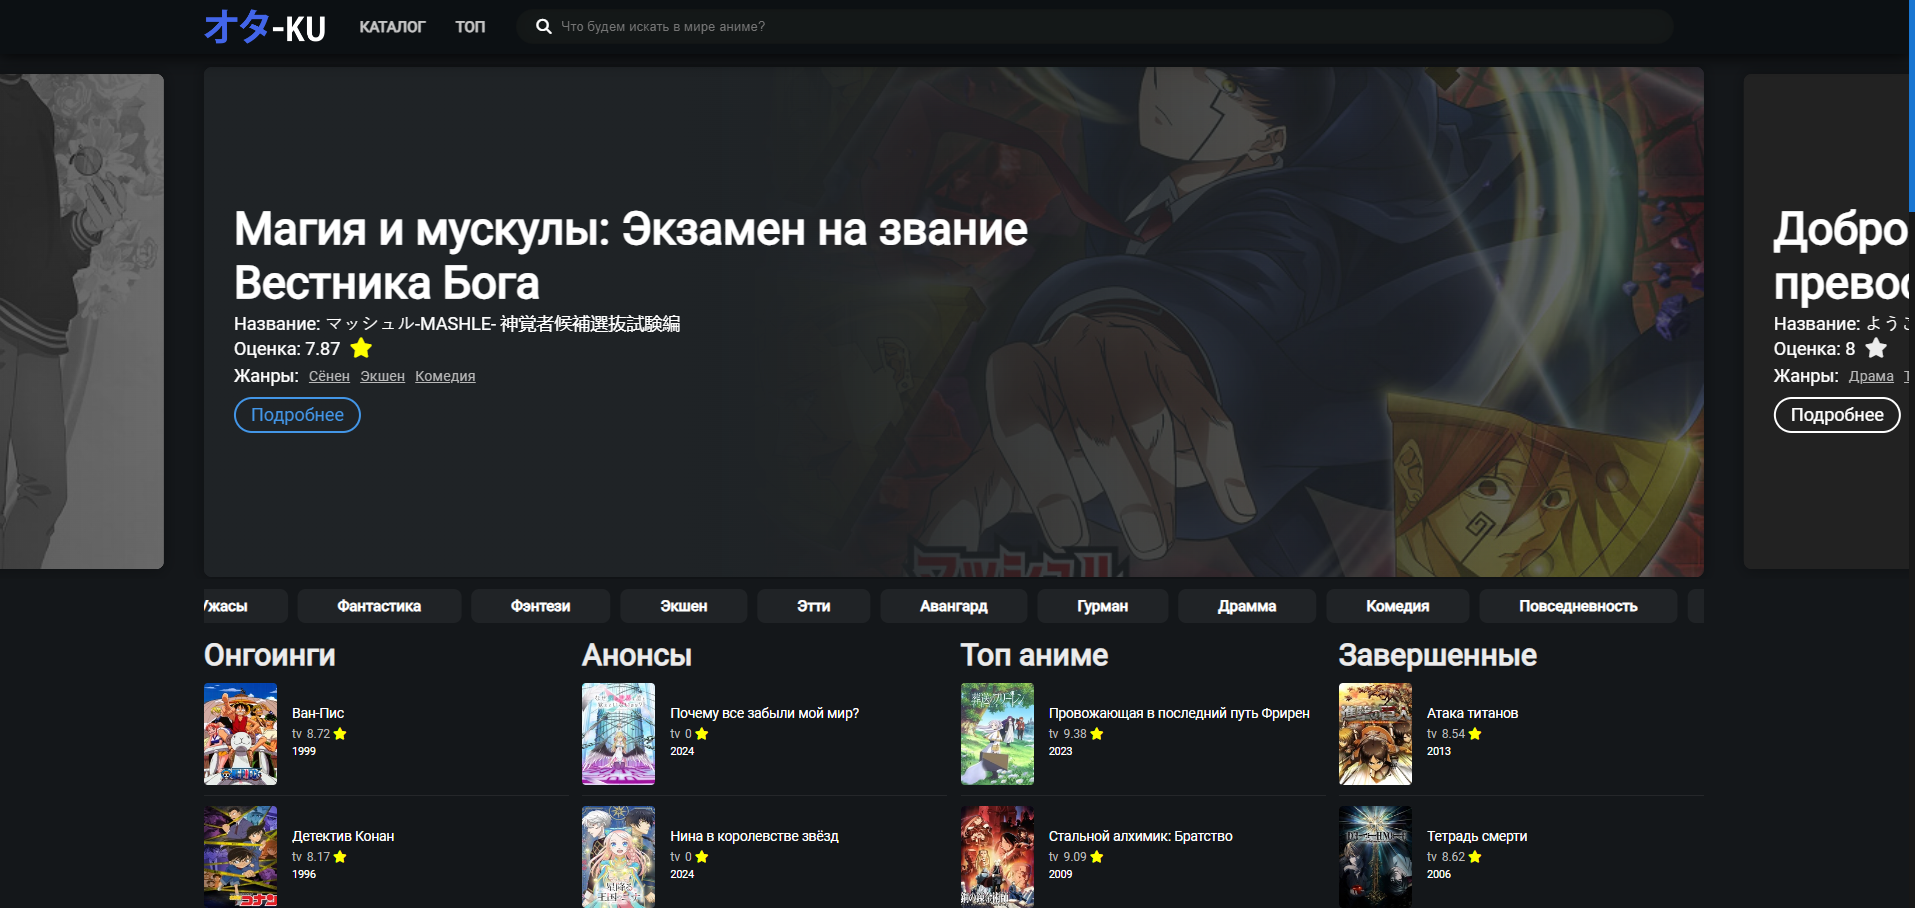 オタ-KU
КАТАЛОГ
ТОП
Что будем искать в мире аниме?
Магия и мускулы: Экзамен на звание
Вестника Бога
Название: マッシュル-MASHLE- 神覚者候補選抜試験編
Оценка: 7.87
Жанры: Сёнен Экшен Комедия
Подробнее
Добро
превос
Название: よう
Оценка: 8
Жанры: Драма
Подробнее
マッシュル
Ужасы
Фантастика
Фэнтези
Экшен
Этти
Авангард
Гурман
Драмма
Комедия
Повседневность
Онгоинги
Ван-Пис
tv 8.72
1999
Детектив Конан
tv 8.17
1996
Анонсы
Почему все забыли мой мир?
tv 0
2024
Нина в королевстве звёзд
tv 0
2024
Топ аниме
Провожающая в последний путь Фрирен
tv 9.38
2023
Стальной алхимик: Братство
tv 9.09
2009
Завершенные
Атака титанов
tv 8.54
2013
Тетрадь смерти
tv 8.62
2006